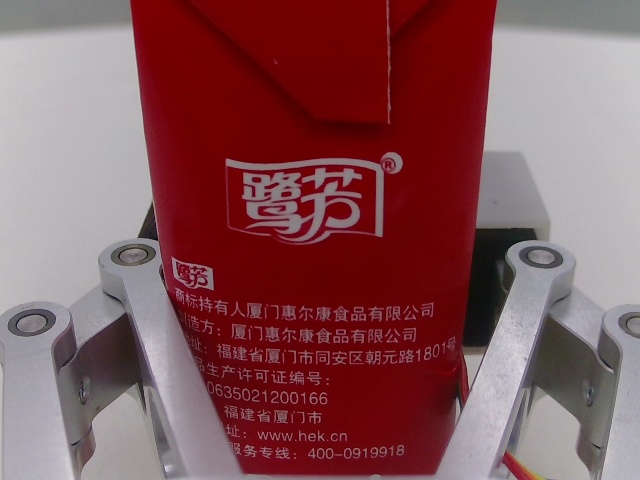 鹭芳®
鹭芳
商标持有人厦门惠尔康食品有限公司
造方：厦门惠尔康食品有限公司
址：福建省厦门市同安区朝元路1801号
品生产许可证编号：
0635021200166
福建省厦门市
址：www.hek.cn
服务专线：400-0919918